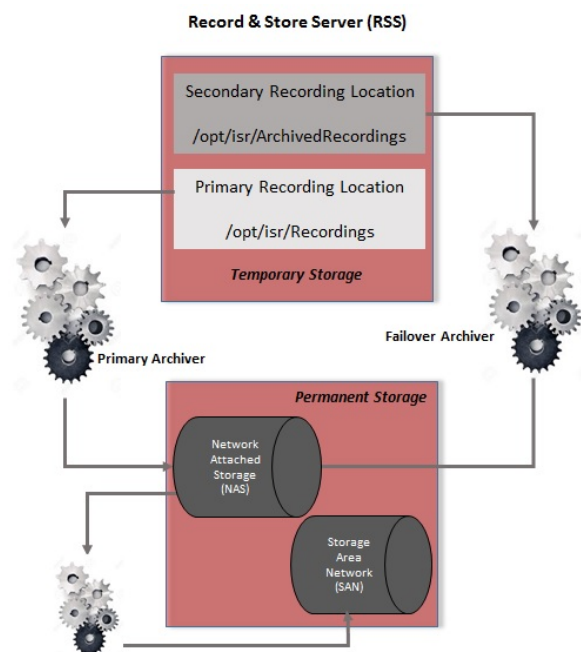 Record & Store Server (RSS)
Secondary Recording Location
/opt/isr/ArchivedRecordings
Primary Recording Location
/opt/isr/Recordings
Temporary Storage
Failover Archiver
Primary Archiver
Permanent Storage
Network
Attached
Storage
(NAS)
Storage
Area
Network
(SAN)